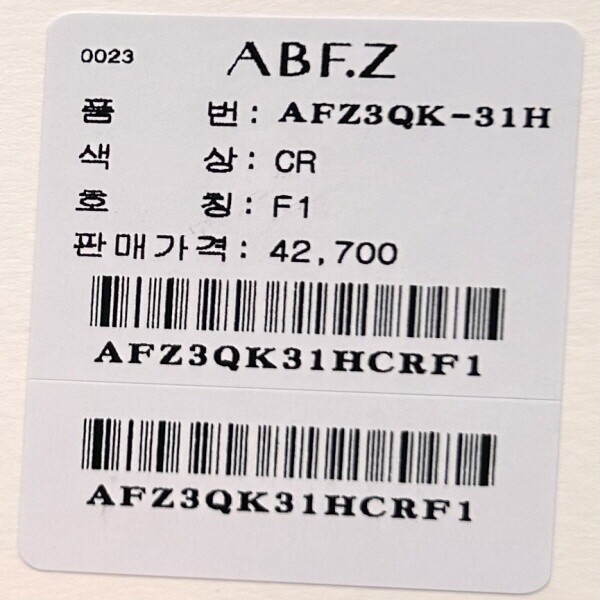 0023 ABF.Z
품 번: AFZ3QK-31H
색 상: CR
호 칭: F1
판매가격: 42,700
AFZ3QK31HCRF1
AFZ3QK31HCRF1